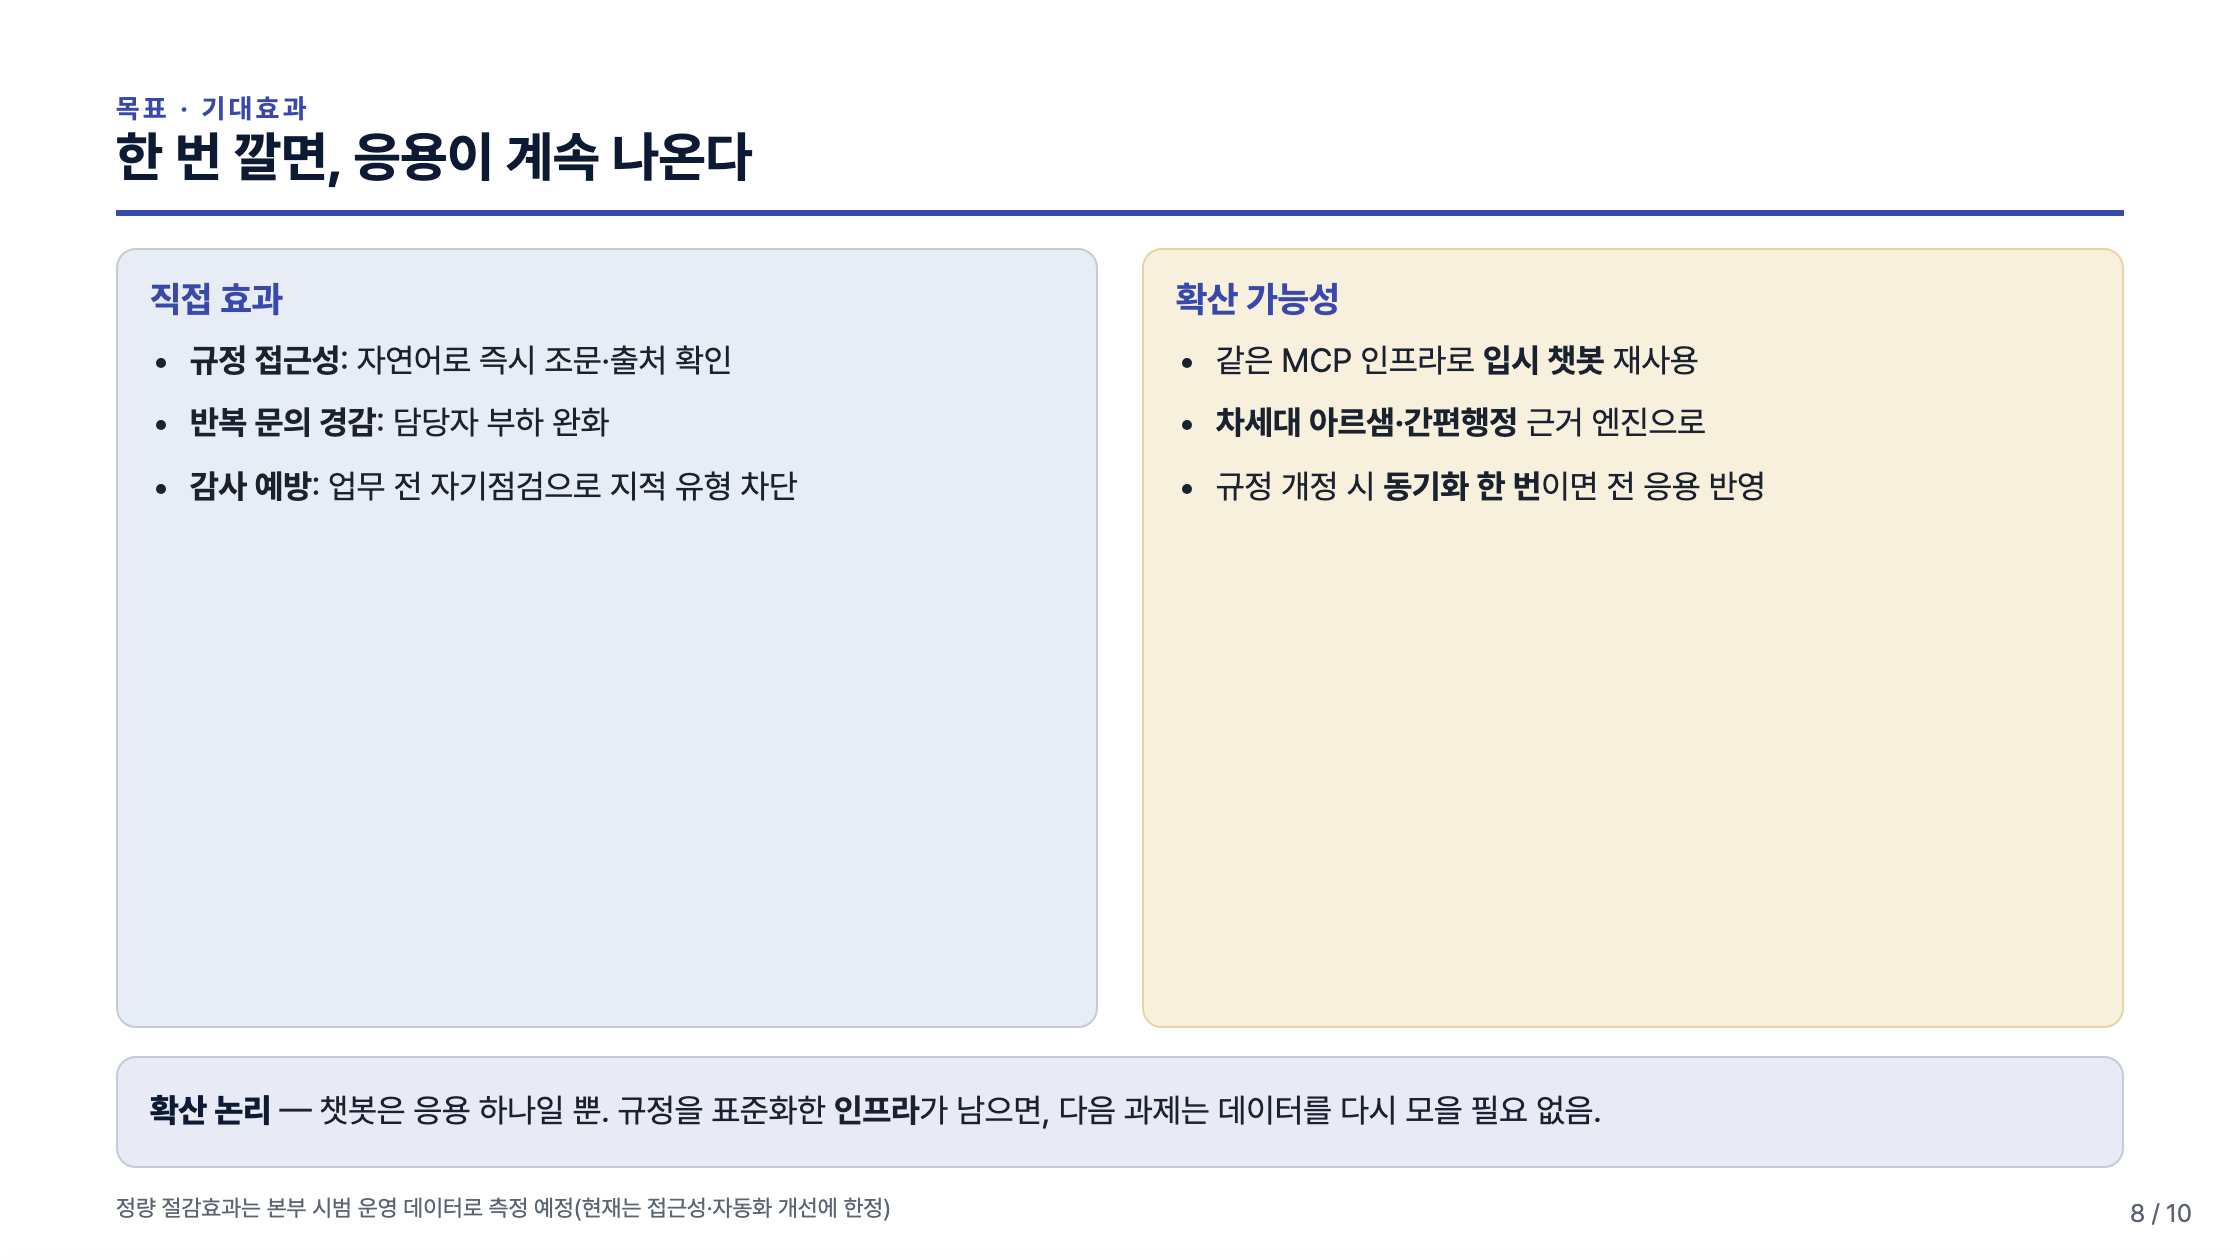 목표 · 기대효과
한 번 깔면, 응용이 계속 나온다
직접 효과
• 규정 접근성: 자연어로 즉시 조문·출처 확인
• 반복 문의 경감: 담당자 부하 완화
• 감사 예방: 업무 전 자기점검으로 지적 유형 차단
확산 가능성
• 같은 MCP 인프라로 입시 챗봇 재사용
• 차세대 아르샘·간편행정 근거 엔진으로
• 규정 개정 시 동기화 한 번이면 전 응용 반영
확산 논리 — 챗봇은 응용 하나일 뿐. 규정을 표준화한 인프라가 남으면, 다음 과제는 데이터를 다시 모을 필요 없음.
정량 절감효과는 본부 시범 운영 데이터로 측정 예정(현재는 접근성·자동화 개선에 한정)
8 / 10